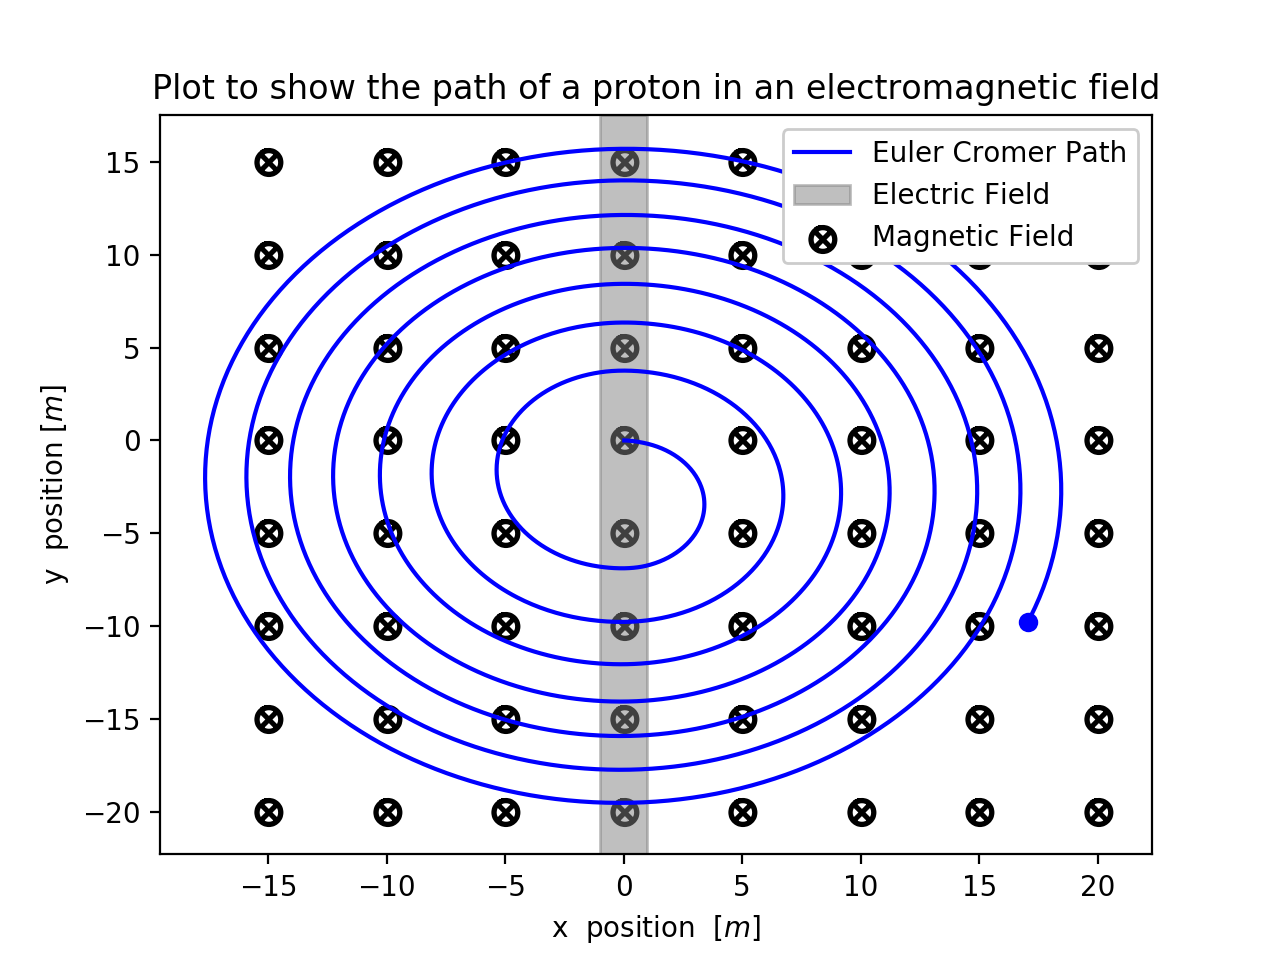 Plot to show the path of a proton in an electromagnetic field
Euler Cromer Path
Electric Field
Magnetic Field
15
10
5
0
−5
−10
−15
−20
y position [m]
−15 −10 −5 0 5 10 15 20
x position [m]